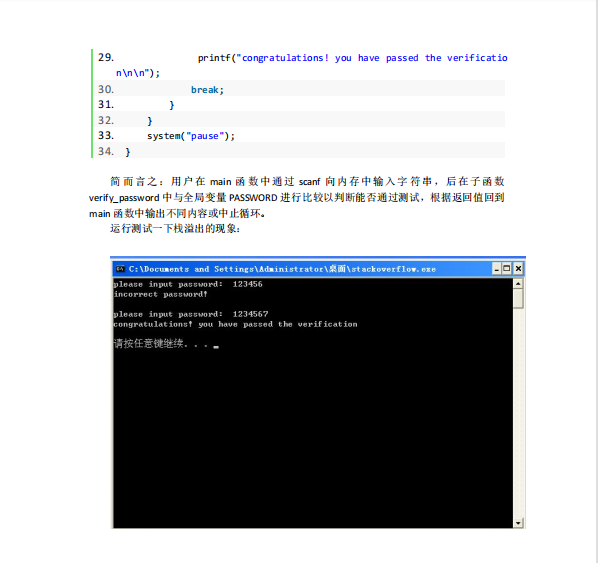 29. printf("congratulations! you have passed the verificatio
n\n\n");
30. break;
31. }
32. }
33. system("pause");
34. }
简而言之：用户在 main 函数中通过 scanf 向内存中输入字符串，后在子函数
verify_password 中与全局变量 PASSWORD 进行比较以判断能否通过测试，根据返回值回到
main 函数中输出不同内容或中止循环。
运行测试一下栈溢出的现象：
C:\Documents and Settings\Administrator\桌面\stackoverflow.exe
please input password: 123456
incorrect password!
please input password: 1234567
congratulations! you have passed the verification
请按任意键继续. . . _